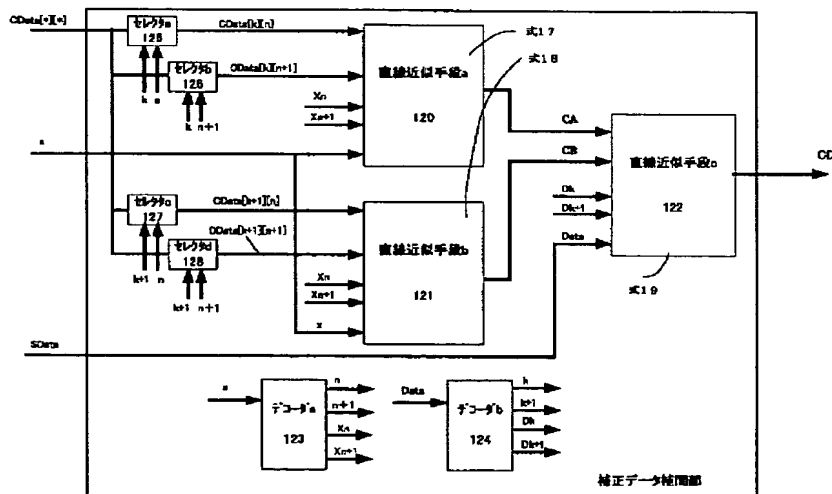 CData[*][*]
セレクタa
125
k
n
CData[k][n]
セレクタb
126
k
n+1
CData[k][n+1]
Xn
Xn+1
x
直線近似手段a
120
式17
式18
CA
CB
Dk
Dk+1
Data
直線近似手段c
122
CD
式19
セレクタc
127
k+1
n
CData[k+1][n]
セレクタd
128
k+1
n+1
CData[k+1][n+1]
Xn
Xn+1
x
直線近似手段b
121
SData
x
デコーダa
123
n
n+1
Xn
Xn+1
Data
デコーダb
124
k
k+1
Dk
Dk+1
補正データ補間部